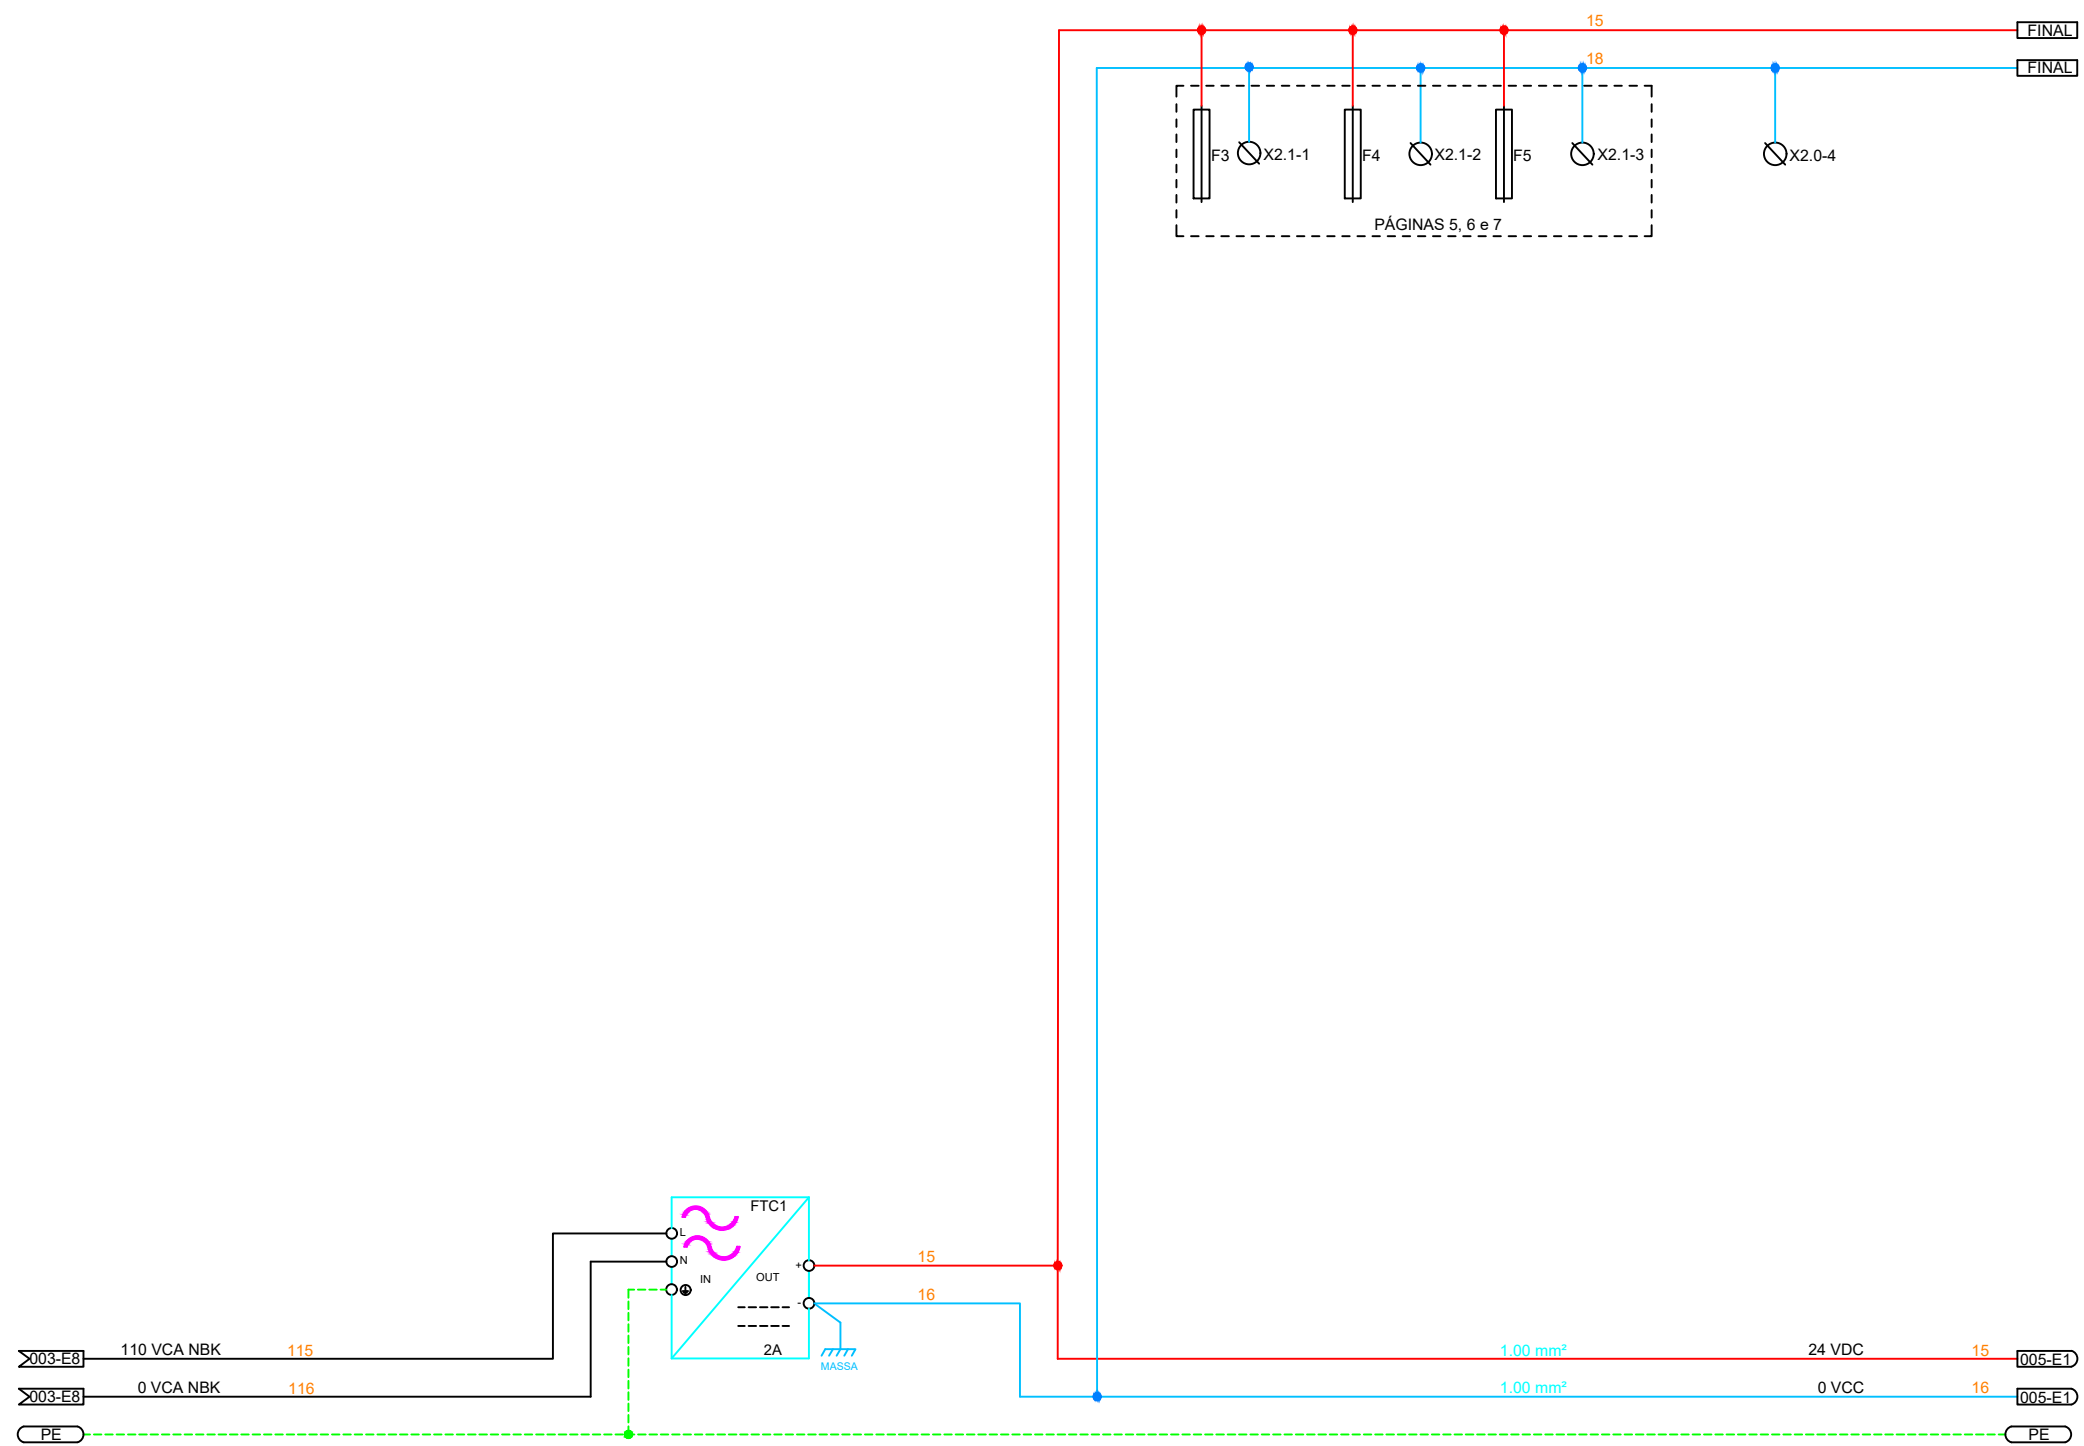 15
FINAL
18
FINAL
F3
X2.1-1
F4
X2.1-2
F5
X2.1-3
X2.0-4
PÁGINAS 5, 6 e 7
FTC1
L
N
IN
OUT
+
-
2A
15
16
MASSA
003-E8
110 VCA NBK
115
1.00 mm²
24 VDC
15
005-E1
003-E8
0 VCA NBK
116
1.00 mm²
0 VCC
16
005-E1
PE
PE